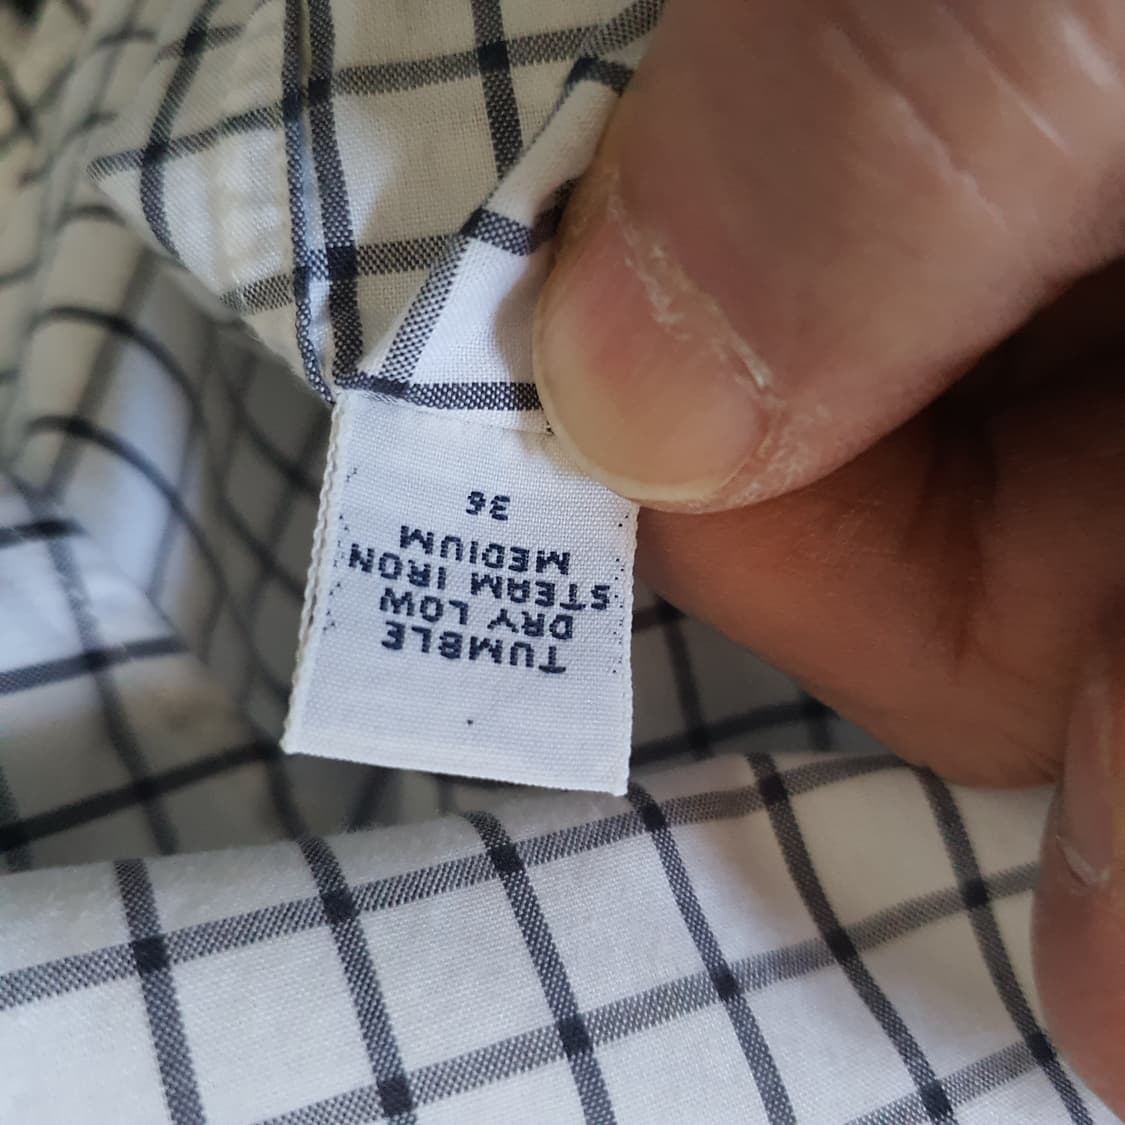 TUMBLE
DRY LOW
STEAM IRON
MEDIUM
36